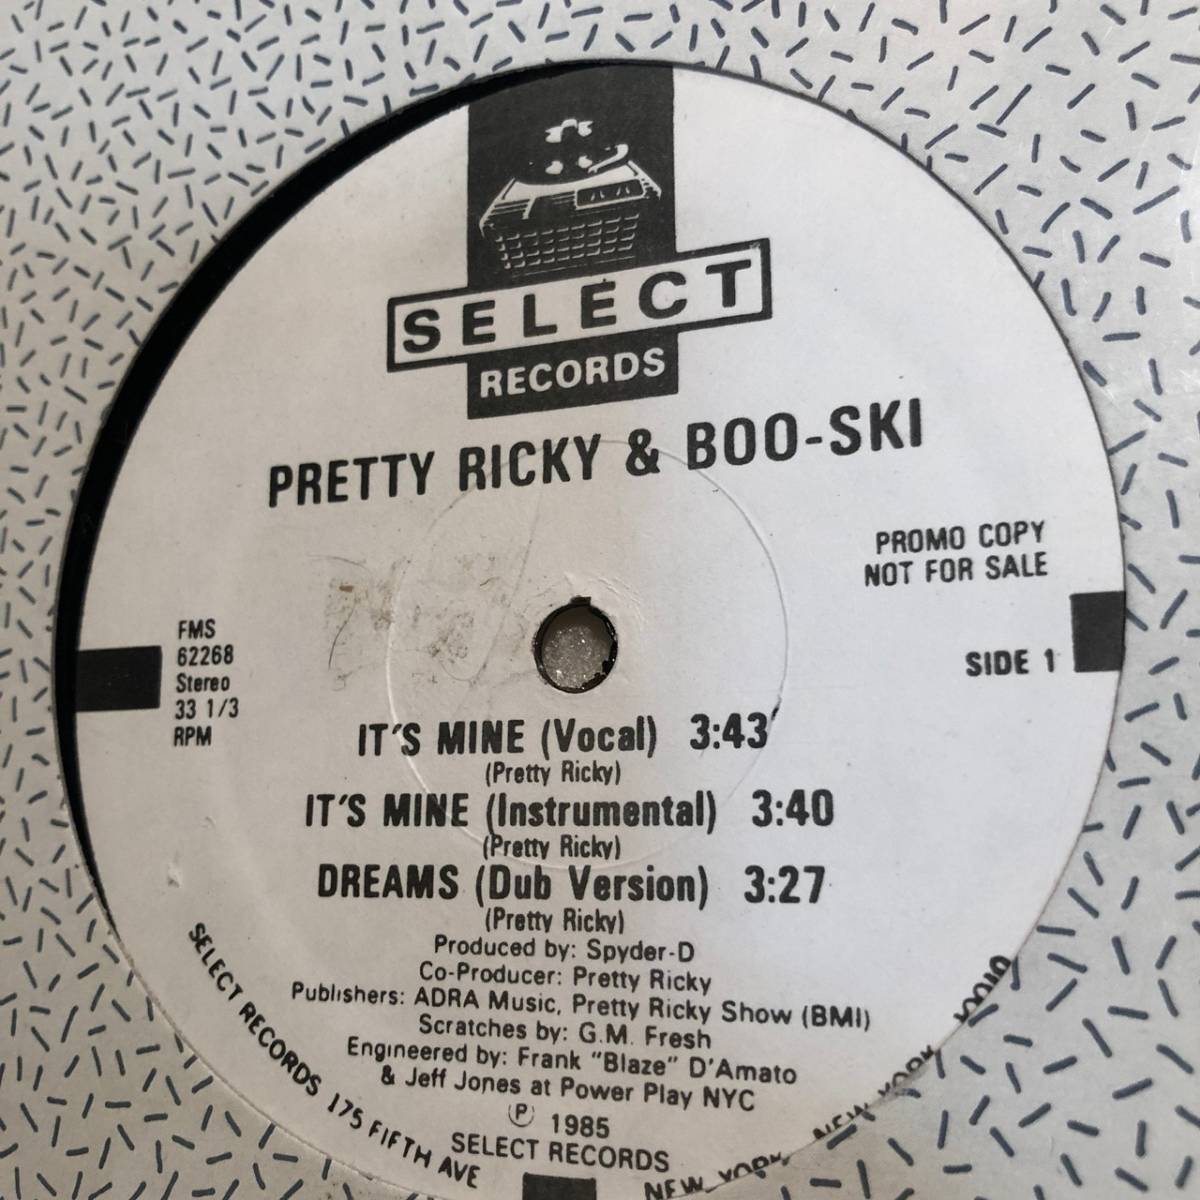 SELECT
RECORDS
PRETTY RICKY & BOO-SKI
PROMO COPY
NOT FOR SALE
FMS
62268
Stereo
33 1/3
RPM
SIDE 1
IT'S MINE (Vocal) 3:43
(Pretty Ricky)
IT'S MINE (Instrumental) 3:40
(Pretty Ricky)
DREAMS (Dub Version) 3:27
(Pretty Ricky)
Produced by: Spyder-D
Co-Producer: Pretty Ricky
Publishers: ADRA Music, Pretty Ricky Show (BMI)
Scratches by: G.M. Fresh
Engineered by: Frank "Blaze" D'Amato
& Jeff Jones at Power Play NYC
℗ 1985
SELECT RECORDS
SELECT RECORDS 175 FIFTH AVE NEW YORK, NEW YORK 10010